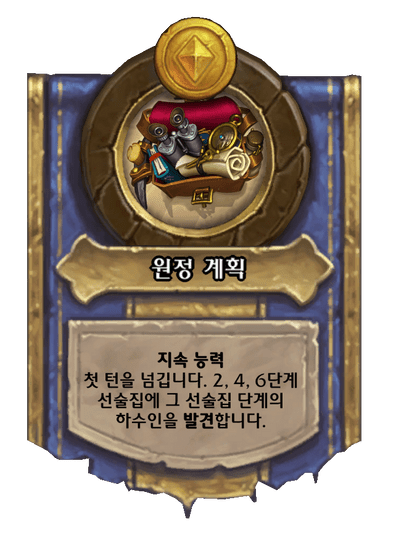 원정 계획
지속 능력
첫 턴을 넘깁니다. 2, 4, 6단계
선술집에 그 선술집 단계의
하수인을 발견합니다.